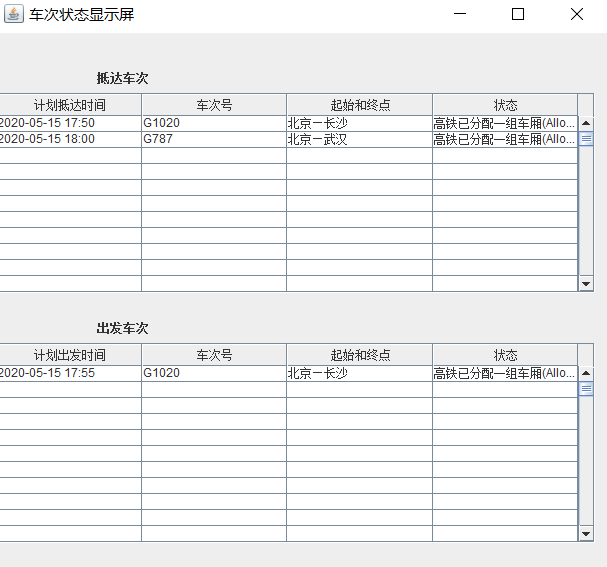 车次状态显示屏
抵达车次
计划抵达时间 车次号 起始和终点 状态
2020-05-15 17:50 G1020 北京一长沙 高铁已分配一组车厢(Allo...
2020-05-15 18:00 G787 北京一武汉 高铁已分配一组车厢(Allo...
出发车次
计划出发时间 车次号 起始和终点 状态
2020-05-15 17:55 G1020 北京一长沙 高铁已分配一组车厢(Allo...